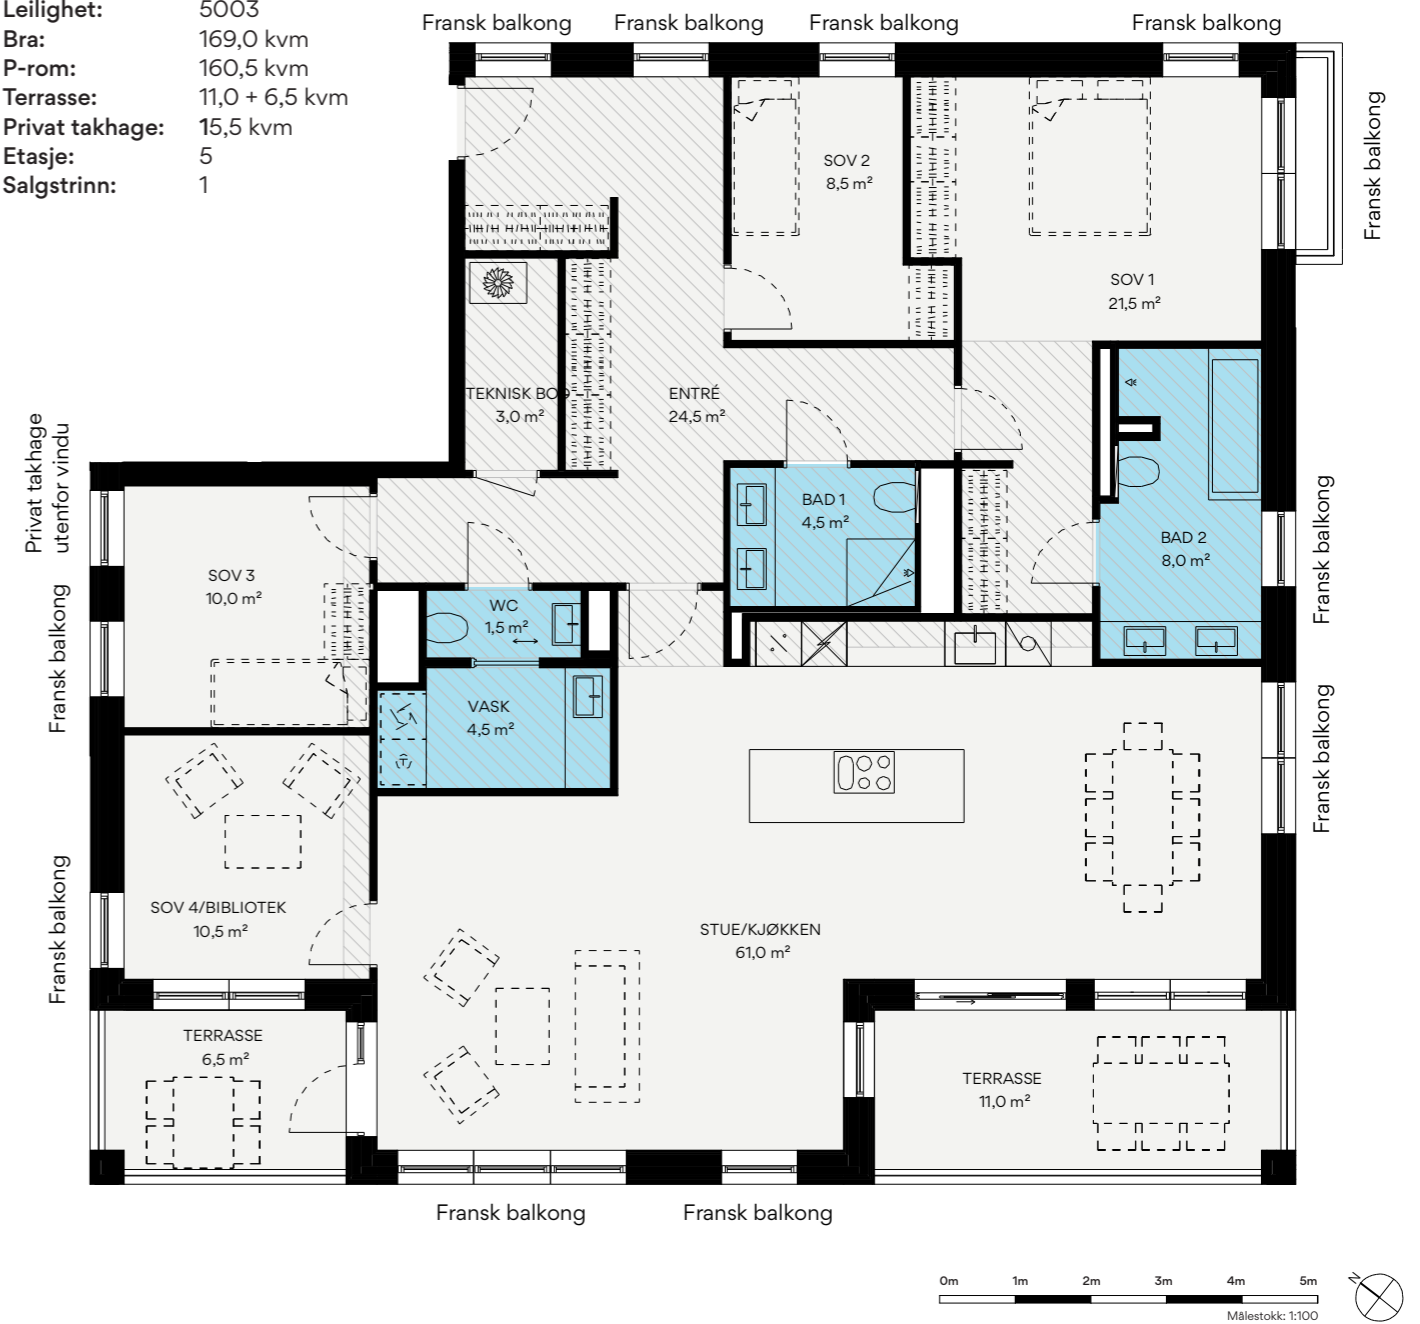 Leilighet: 5003
Bra: 169,0 kvm
P-rom: 160,5 kvm
Terrasse: 11,0 + 6,5 kvm
Privat takhage: 15,5 kvm
Etasje: 5
Salgstrinn: 1
Fransk balkong
Fransk balkong
Fransk balkong
Fransk balkong
Fransk balkong
SOV 2
8,5 m²
SOV 1
21,5 m²
TEKNISK BOD
3,0 m²
ENTRÉ
24,5 m²
Privat takhage
utenfor vindu
BAD 1
4,5 m²
BAD 2
8,0 m²
Fransk balkong
SOV 3
10,0 m²
Fransk balkong
WC
1,5 m²
VASK
4,5 m²
Fransk balkong
SOV 4/BIBLIOTEK
10,5 m²
Fransk balkong
STUE/KJØKKEN
61,0 m²
TERRASSE
6,5 m²
TERRASSE
11,0 m²
Fransk balkong
Fransk balkong
0m 1m 2m 3m 4m 5m
Målestokk: 1:100
N